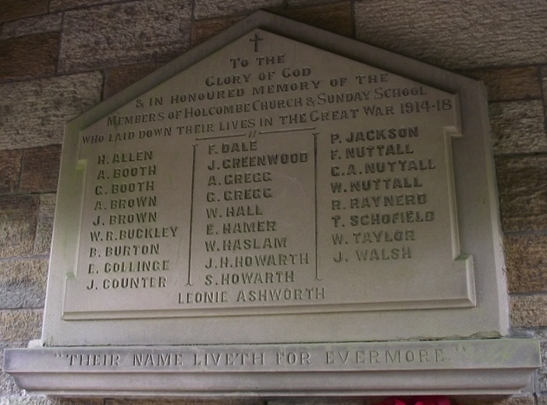 TO THE
GLORY OF GOD
& IN HONOURED MEMORY OF THE
MEMBERS OF HOLCOMBE CHURCH & SUNDAY SCHOOL
WHO LAID DOWN THEIR LIVES IN THE GREAT WAR 1914-18
H. ALLEN
A. BOOTH
C. BOOTH
A. BROWN
J. BROWN
W.R. BUCKLEY
B. BURTON
E. COLLINGE
J. COUNTER
F. DALE
J. GREENWOOD
A. GREGG
G. GREGG
W. HALL
E. HAMER
W. HASLAM
J.H. HOWARTH
S. HOWARTH
P. JACKSON
F. NUTTALL
G.A. NUTTALL
W. NUTTALL
R. RAYNERD
T. SCHOFIELD
W. TAYLOR
J. WALSH
LEONIE ASHWORTH
"THEIR NAME LIVETH FOR EVERMORE"